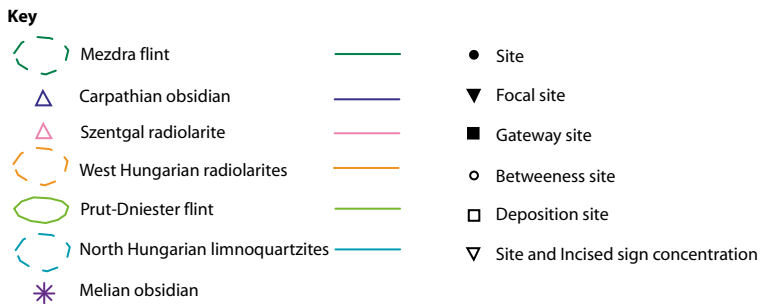 Key
Mezdra flint
Carpathian obsidian
Szentgal radiolarite
West Hungarian radiolarites
Prut-Dniester flint
North Hungarian limnoquartzites
Melian obsidian
Site
Focal site
Gateway site
Betweeness site
Deposition site
Site and Incised sign concentration